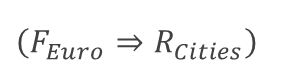 (F_Euro ⇒ R_Cities)